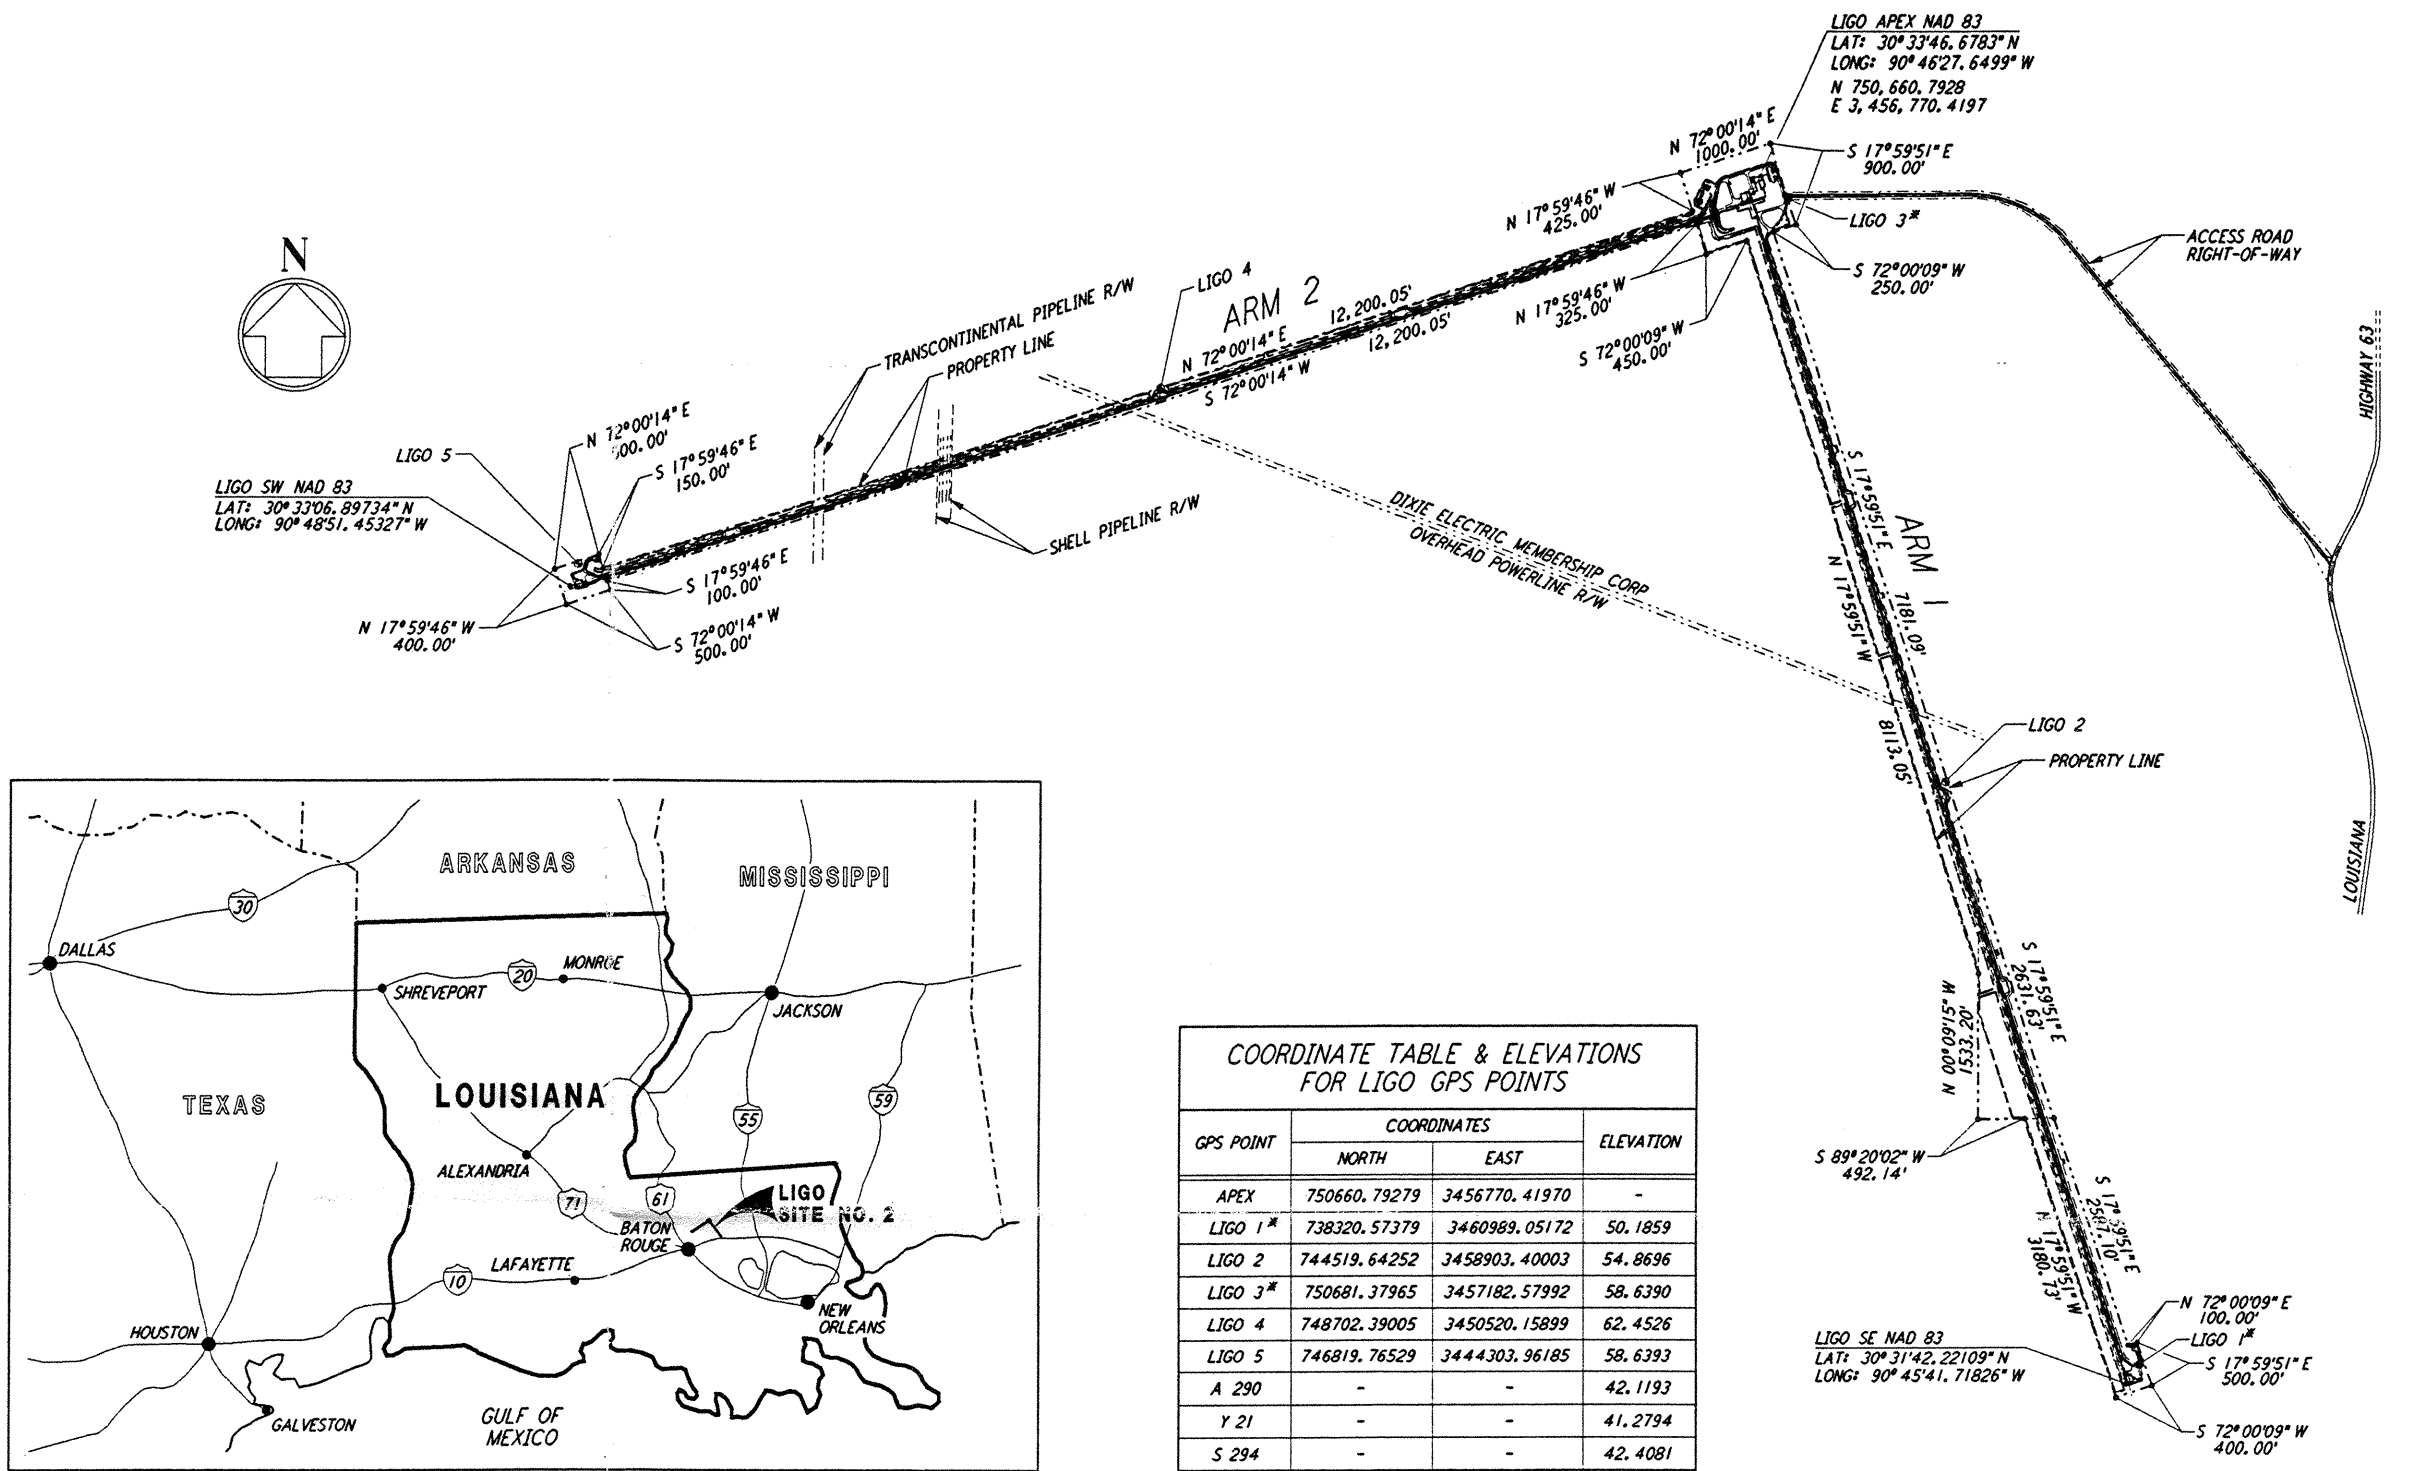 LIGO APEX NAD 83
LAT: 30° 33'46.6783" N
LONG: 90° 46'27.6499" W
N 750,660.7928
E 3,456,770.4197
N 72°00'14" E
1000.00'
S 17°59'51" E
900.00'
N 17°59'46" W
425.00'
LIGO 3*
ACCESS ROAD
RIGHT-OF-WAY
S 72°00'09" W
250.00'
N 17°59'46" W
325.00'
S 72°00'09" W
450.00'
N
LIGO 4
ARM 2
TRANSCONTINENTAL PIPELINE R/W
PROPERTY LINE
N 72°00'14" E
12,200.05'
S 72°00'14" W
12,200.05'
HIGHWAY 63
LOUISIANA
N 72°00'14" E
S 17°59'46" E
150.00'
LIGO 5
LIGO SW NAD 83
LAT: 30° 33'06.89734" N
LONG: 90° 48'51.45327" W
SHELL PIPELINE R/W
S 17°59'46" E
100.00'
N 17°59'46" W
400.00'
S 72°00'14" W
500.00'
DIXIE ELECTRIC MEMBERSHIP CORP
OVERHEAD POWERLINE R/W
ARM 1
S 17°59'51" E
7181.09'
N 17°59'51" W
8113.05'
LIGO 2
PROPERTY LINE
S 17°59'51" E
2631.63'
N 00°09'15" W
1533.20'
S 89°20'02" W
492.14'
S 17°59'51" E
N 17°59'51" W
3180.73'
N 72°00'09" E
100.00'
LIGO 1*
S 17°59'51" E
500.00'
LIGO SE NAD 83
LAT: 30° 31'42.22109" N
LONG: 90° 45'41.71826" W
S 72°00'09" W
400.00'
ARKANSAS
MISSISSIPPI
30
DALLAS
20
MONROE
SHREVEPORT
JACKSON
TEXAS
LOUISIANA
55
59
ALEXANDRIA
71
61
LIGO
SITE NO. 2
BATON
ROUGE
LAFAYETTE
10
NEW
ORLEANS
HOUSTON
GALVESTON
GULF OF
MEXICO
COORDINATE TABLE & ELEVATIONS
FOR LIGO GPS POINTS
GPS POINT COORDINATES ELEVATION
NORTH EAST
APEX 750660.79279 3456770.41970 -
LIGO 1* 738320.57379 3460989.05172 50.1859
LIGO 2 744519.64252 3458903.40003 54.8696
LIGO 3* 750681.37965 3457182.57992 58.6390
LIGO 4 748702.39005 3450520.15899 62.4526
LIGO 5 746819.76529 3444303.96185 58.6393
A 290 - - 42.1193
Y 21 - - 41.2794
S 294 - - 42.4081